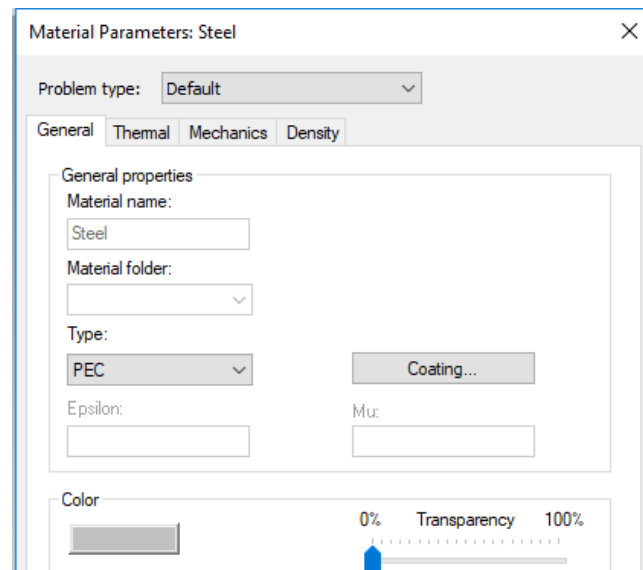 Material Parameters: Steel
Problem type: Default
General Thermal Mechanics Density
General properties
Material name:
Steel
Material folder:
Type:
PEC Coating...
Epsilon: Mu:
Color
0% Transparency 100%